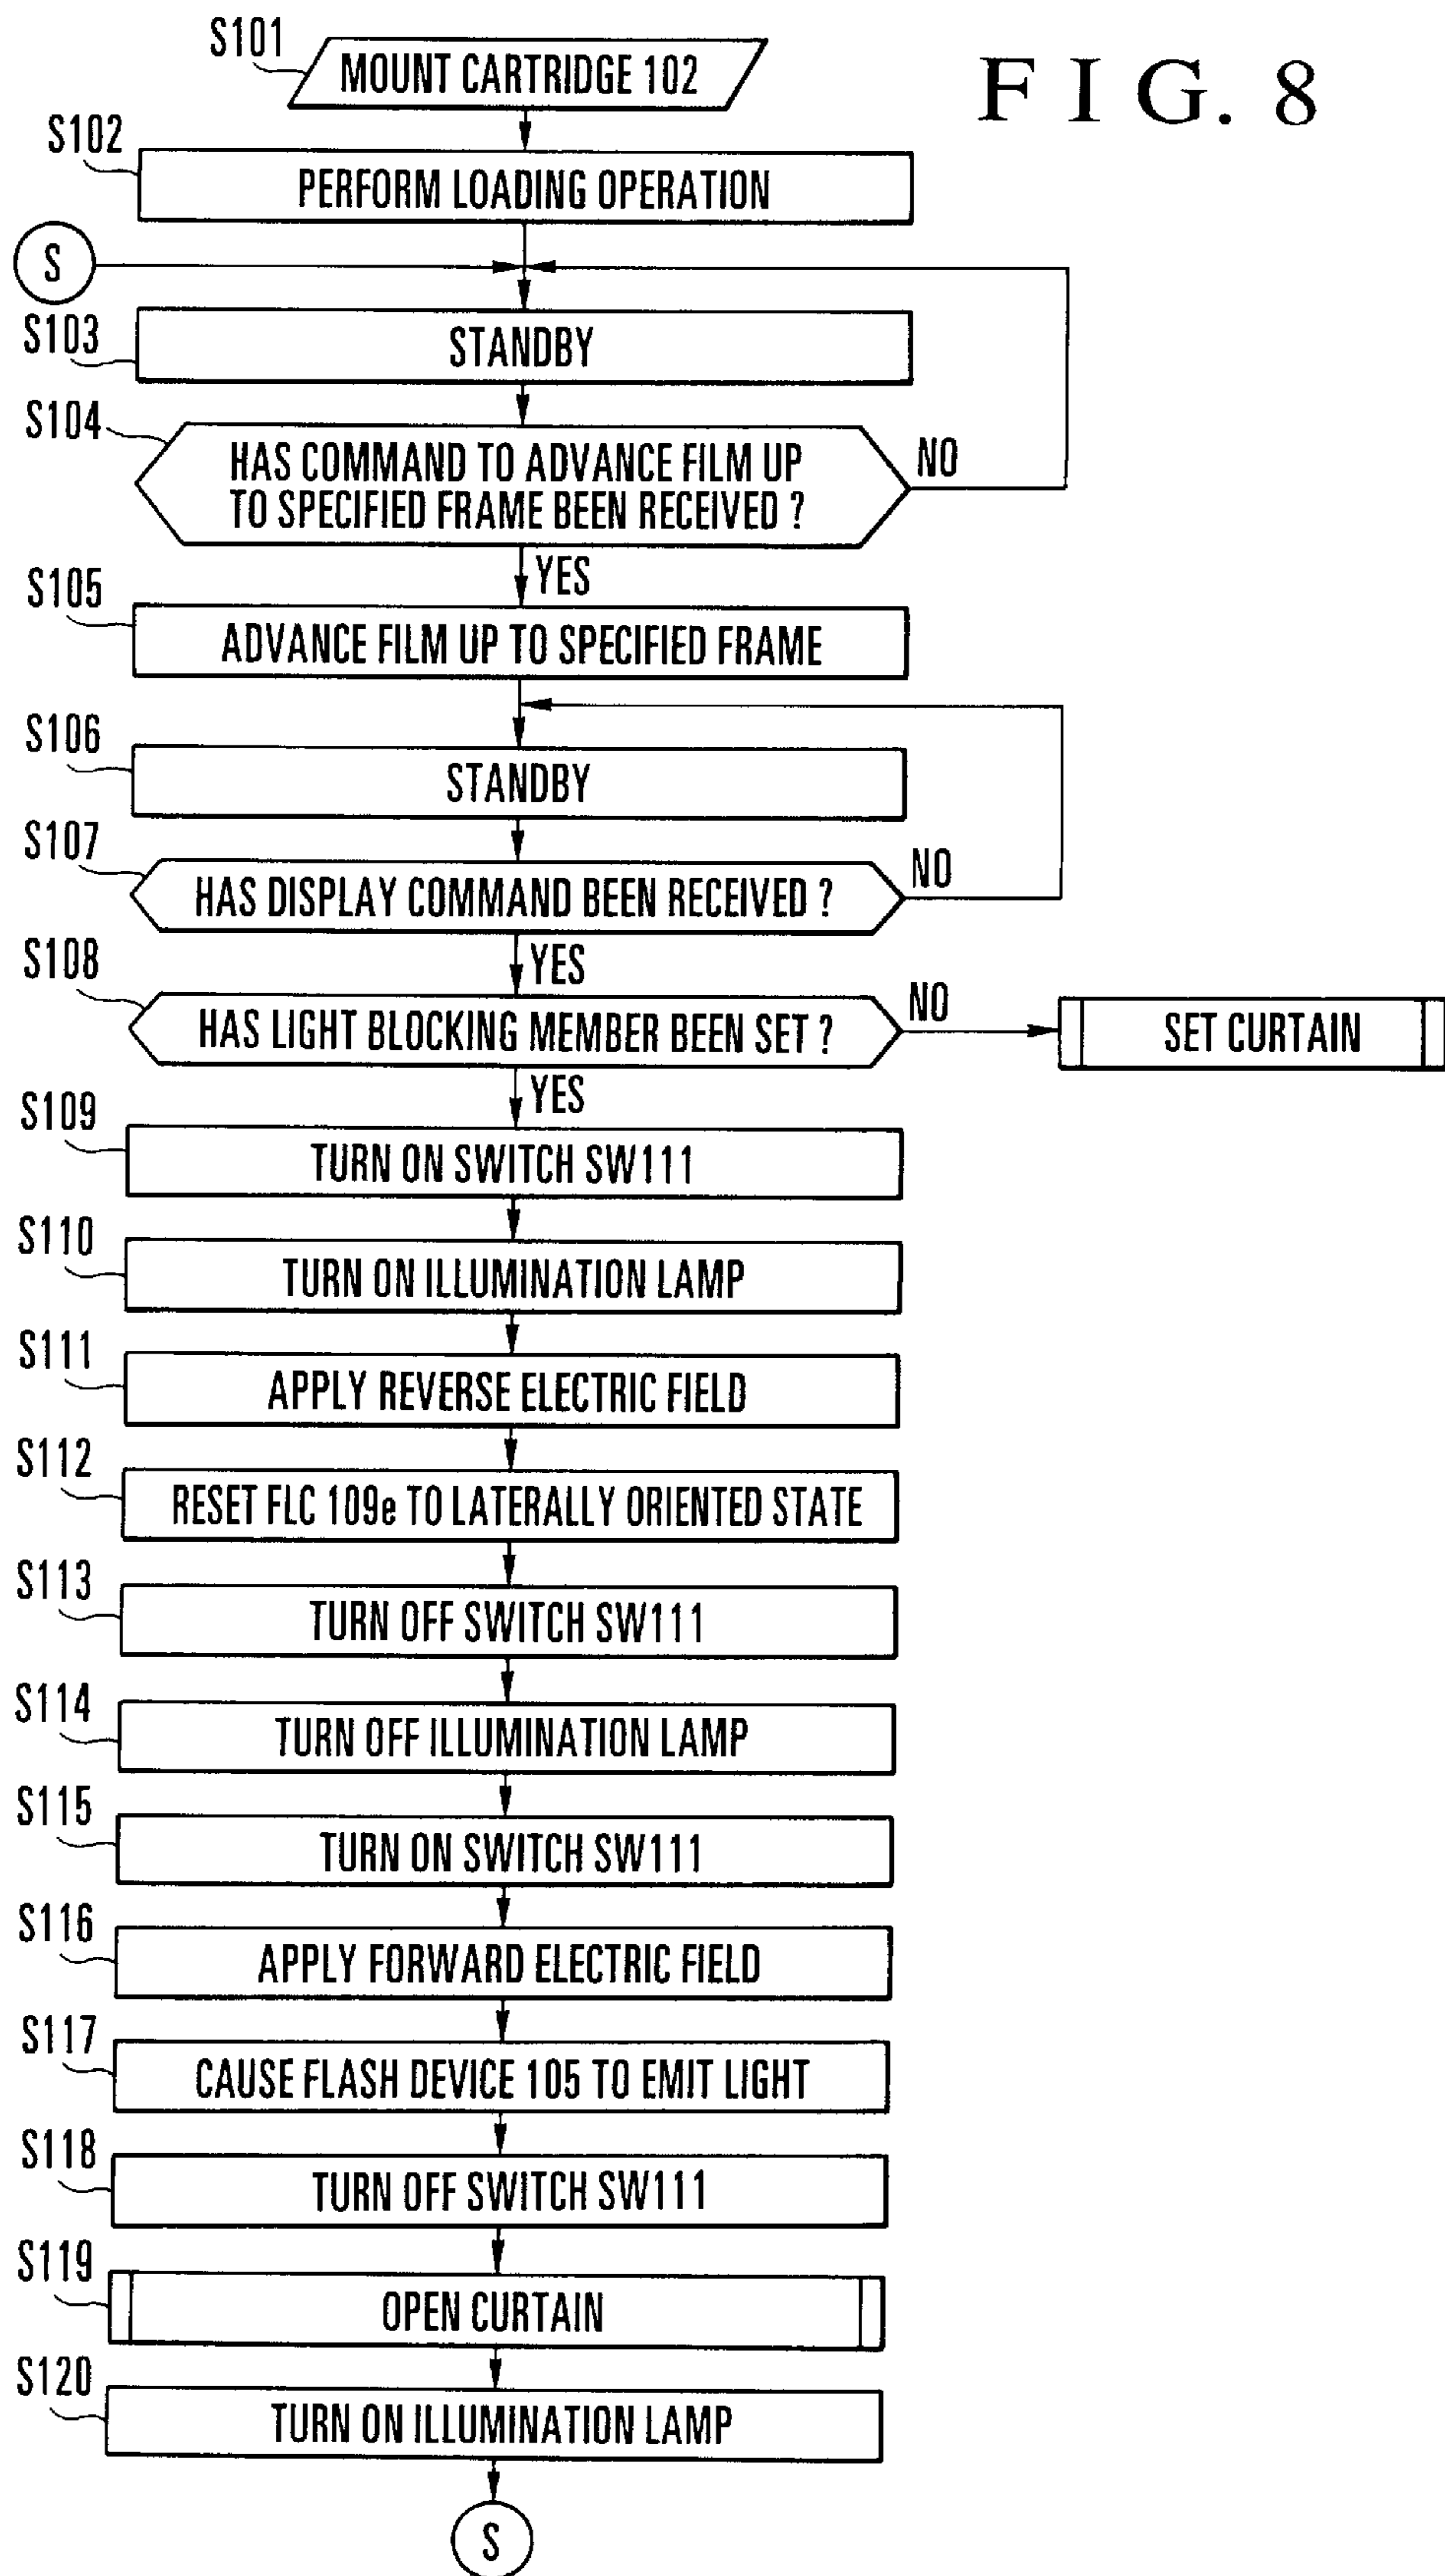 FIG. 8
S101
MOUNT CARTRIDGE 102
S102
PERFORM LOADING OPERATION
S
S103
STANDBY
S104
HAS COMMAND TO ADVANCE FILM UP
TO SPECIFIED FRAME BEEN RECEIVED ?
NO
YES
S105
ADVANCE FILM UP TO SPECIFIED FRAME
S106
STANDBY
S107
HAS DISPLAY COMMAND BEEN RECEIVED ?
NO
YES
S108
HAS LIGHT BLOCKING MEMBER BEEN SET ?
NO
SET CURTAIN
YES
S109
TURN ON SWITCH SW111
S110
TURN ON ILLUMINATION LAMP
S111
APPLY REVERSE ELECTRIC FIELD
S112
RESET FLC 109e TO LATERALLY ORIENTED STATE
S113
TURN OFF SWITCH SW111
S114
TURN OFF ILLUMINATION LAMP
S115
TURN ON SWITCH SW111
S116
APPLY FORWARD ELECTRIC FIELD
S117
CAUSE FLASH DEVICE 105 TO EMIT LIGHT
S118
TURN OFF SWITCH SW111
S119
OPEN CURTAIN
S120
TURN ON ILLUMINATION LAMP
S